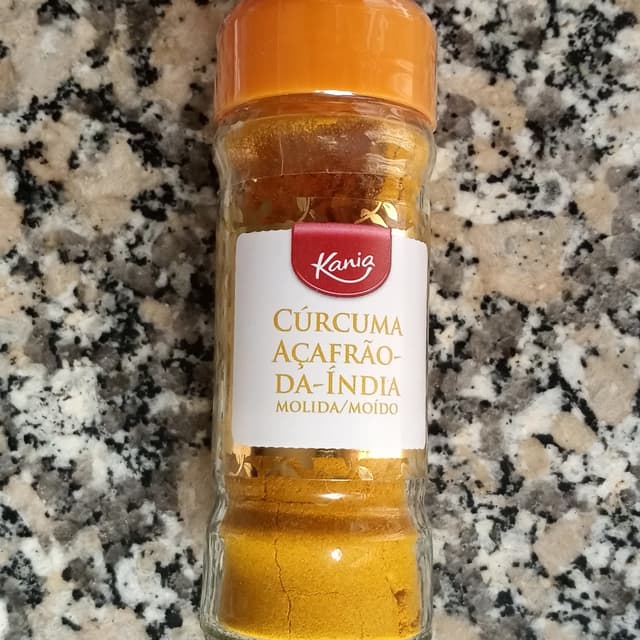 Kania
CÚRCUMA
AÇAFRÃO-
DA-ÍNDIA
MOLIDA/MOÍDO